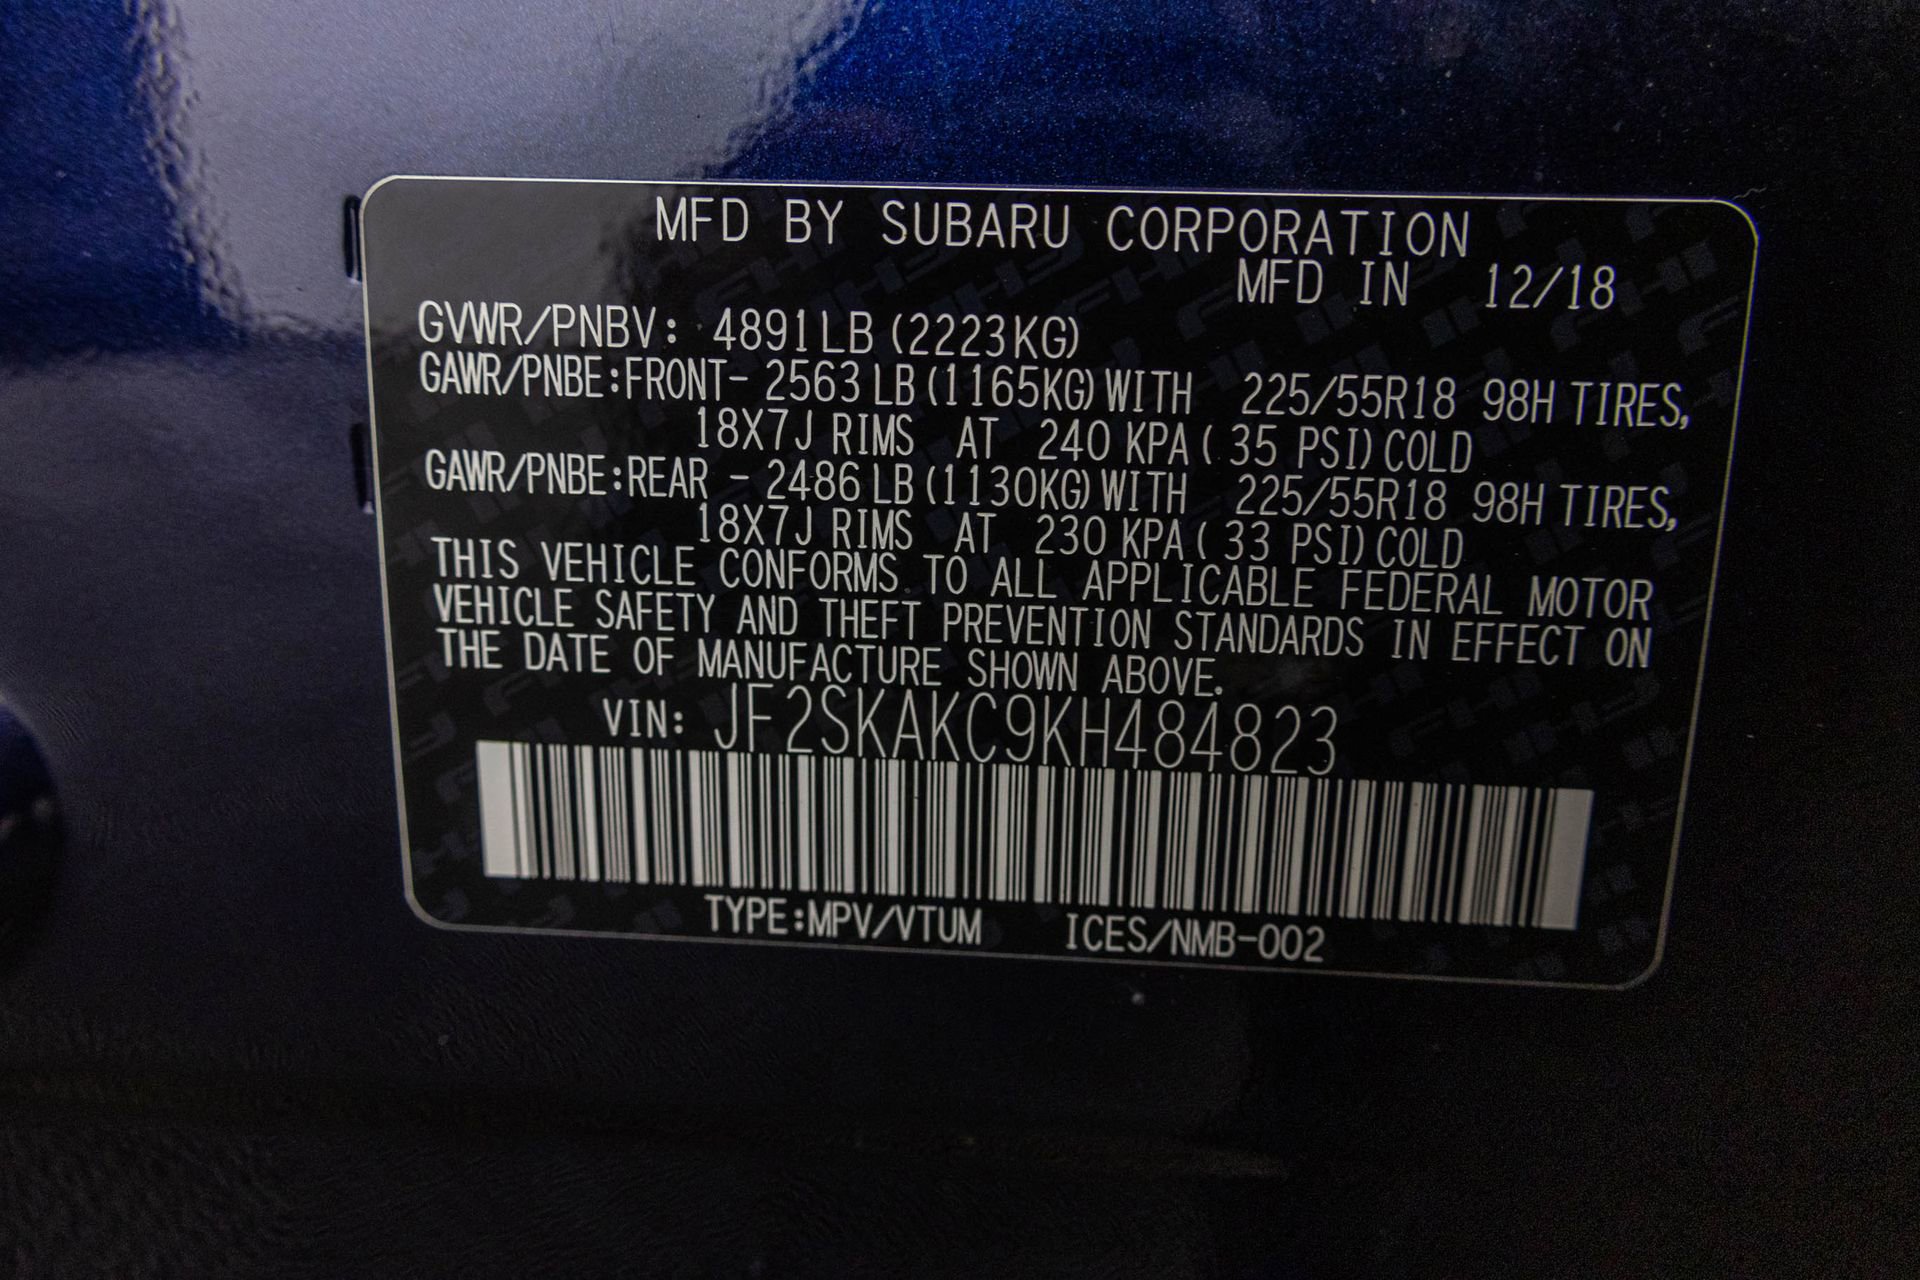 MFD BY SUBARU CORPORATION
MFD IN 12/18
GVWR/PNBV: 4891LB (2223KG)
GAWR/PNBE:FRONT- 2563 LB (1165KG) WITH 225/55R18 98H TIRES,
18X7J RIMS AT 240 KPA ( 35 PSI) COLD
GAWR/PNBE:REAR - 2486 LB (1130KG) WITH 225/55R18 98H TIRES,
18X7J RIMS AT 230 KPA ( 33 PSI) COLD
THIS VEHICLE CONFORMS TO ALL APPLICABLE FEDERAL MOTOR
VEHICLE SAFETY AND THEFT PREVENTION STANDARDS IN EFFECT ON
THE DATE OF MANUFACTURE SHOWN ABOVE.
VIN: JF2SKAKC9KH484823
TYPE:MPV/VTUM ICES/NMB-002